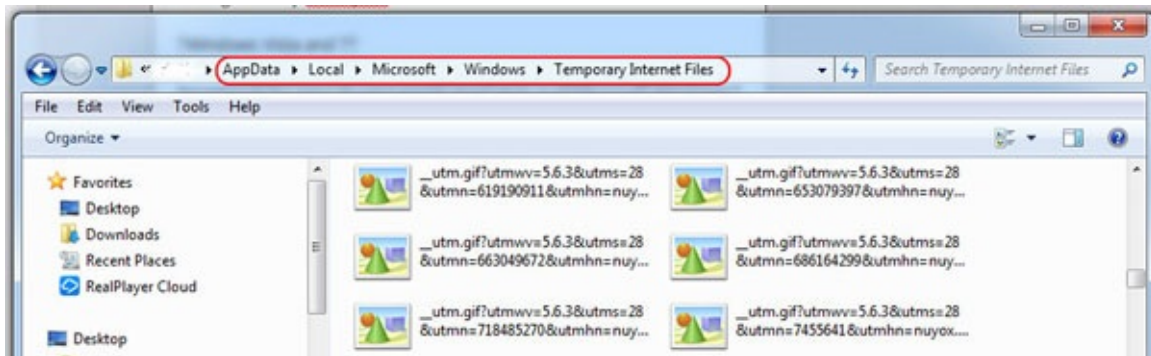 AppData ▸ Local ▸ Microsoft ▸ Windows ▸ Temporary Internet Files
Search Temporary Internet Files
File Edit View Tools Help
Organize
Favorites
Desktop
Downloads
Recent Places
RealPlayer Cloud
Desktop
__utm.gif?utmwv=5.6.3&utms=28
&utmn=619190911&utmhn=nuy...
__utm.gif?utmwv=5.6.3&utms=28
&utmn=653079397&utmhn=nuy...
__utm.gif?utmwv=5.6.3&utms=28
&utmn=663049672&utmhn=nuy...
__utm.gif?utmwv=5.6.3&utms=28
&utmn=686164299&utmhn=nuy...
__utm.gif?utmwv=5.6.3&utms=28
&utmn=718485270&utmhn=nuy...
__utm.gif?utmwv=5.6.3&utms=28
&utmn=7455641&utmhn=nuyox....